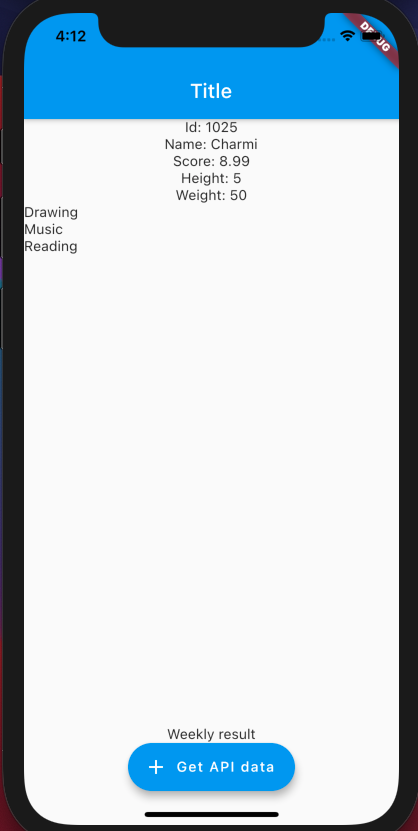 4:12
DEBUG
Title
Id: 1025
Name: Charmi
Score: 8.99
Height: 5
Weight: 50
Drawing
Music
Reading
Weekly result
Get API data